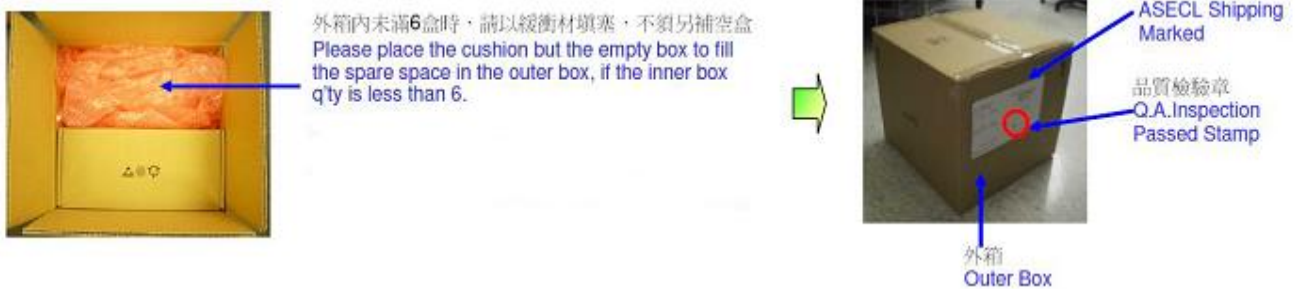 外箱內未滿6盒時，請以緩衝材填塞，不須另補空盒
Please place the cushion but the empty box to fill
the spare space in the outer box, if the inner box
q'ty is less than 6.
ASECL Shipping
Marked
品質檢驗章
Q.A.Inspection
Passed Stamp
外箱
Outer Box